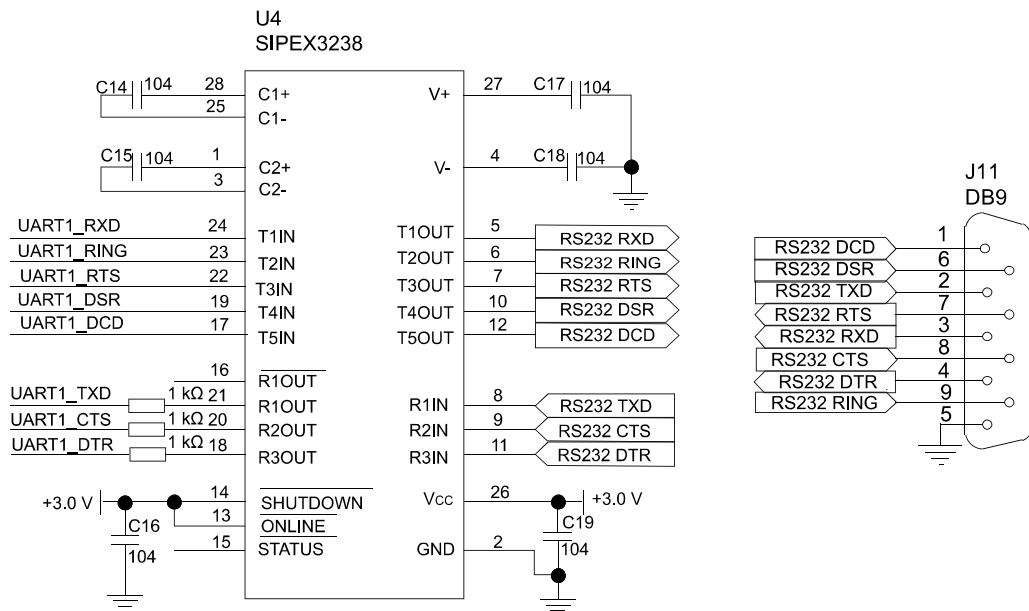 U4
SIPEX3238
C14 104 28 C1+ V+ 27 C17 104
25 C1-
C15 104 1 C2+ V- 4 C18 104
3 C2-
UART1_RXD 24 T1IN T1OUT 5 RS232 RXD
UART1_RING 23 T2IN T2OUT 6 RS232 RING
UART1_RTS 22 T3IN T3OUT 7 RS232 RTS
UART1_DSR 19 T4IN T4OUT 10 RS232 DSR
UART1_DCD 17 T5IN T5OUT 12 RS232 DCD
16 R1OUT
UART1_TXD 1 kΩ 21 R1OUT R1IN 8 RS232 TXD
UART1_CTS 1 kΩ 20 R2OUT R2IN 9 RS232 CTS
UART1_DTR 1 kΩ 18 R3OUT R3IN 11 RS232 DTR
+3.0 V 14 SHUTDOWN Vcc 26 +3.0 V
C16 104 13 ONLINE C19 104
15 STATUS GND 2
J11
DB9
RS232 DCD 1
RS232 DSR 6
RS232 TXD 2
RS232 RTS 7
RS232 RXD 3
RS232 CTS 8
RS232 DTR 4
RS232 RING 9
5